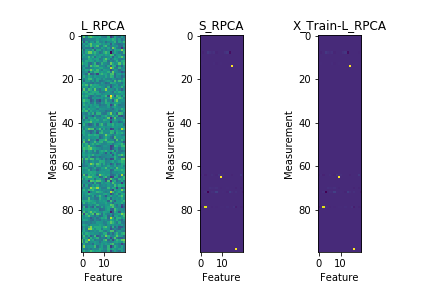 L_RPCA S_RPCA X_Train-L_RPCA
0 0 0
20 20 20
40 40 40
Measurement Measurement Measurement
60 60 60
80 80 80
0 10 0 10 0 10
Feature Feature Feature